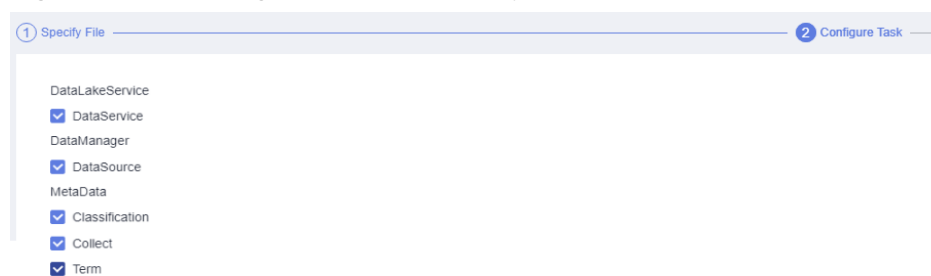 1 Specify File
2 Configure Task
DataLakeService
DataService
DataManager
DataSource
MetaData
Classification
Collect
Term